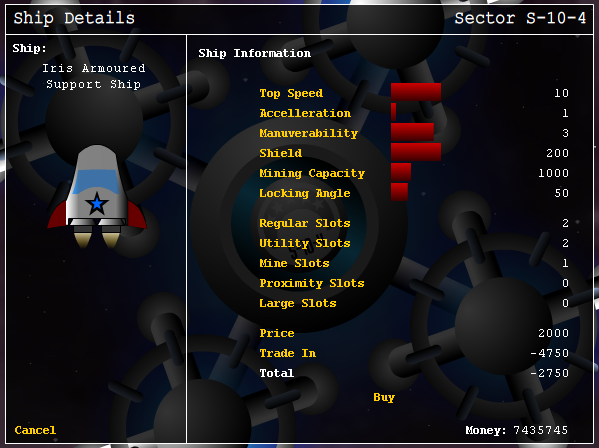 Ship Details Sector S-10-4
Ship:
Iris Armoured
Support Ship
Ship Information
Top Speed 10
Accelleration 1
Manuverability 3
Shield 200
Mining Capacity 1000
Locking Angle 50
Regular Slots 2
Utility Slots 2
Mine Slots 1
Proximity Slots 0
Large Slots 0
Price 2000
Trade In -4750
Total -2750
Buy
Cancel Money: 7435745